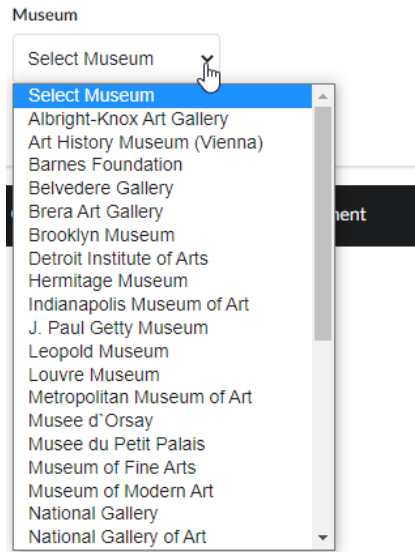 Museum
Select Museum
Select Museum
Albright-Knox Art Gallery
Art History Museum (Vienna)
Barnes Foundation
Belvedere Gallery
Brera Art Gallery
Brooklyn Museum
Detroit Institute of Arts
Hermitage Museum
Indianapolis Museum of Art
J. Paul Getty Museum
Leopold Museum
Louvre Museum
Metropolitan Museum of Art
Musee d`Orsay
Musee du Petit Palais
Museum of Fine Arts
Museum of Modern Art
National Gallery
National Gallery of Art